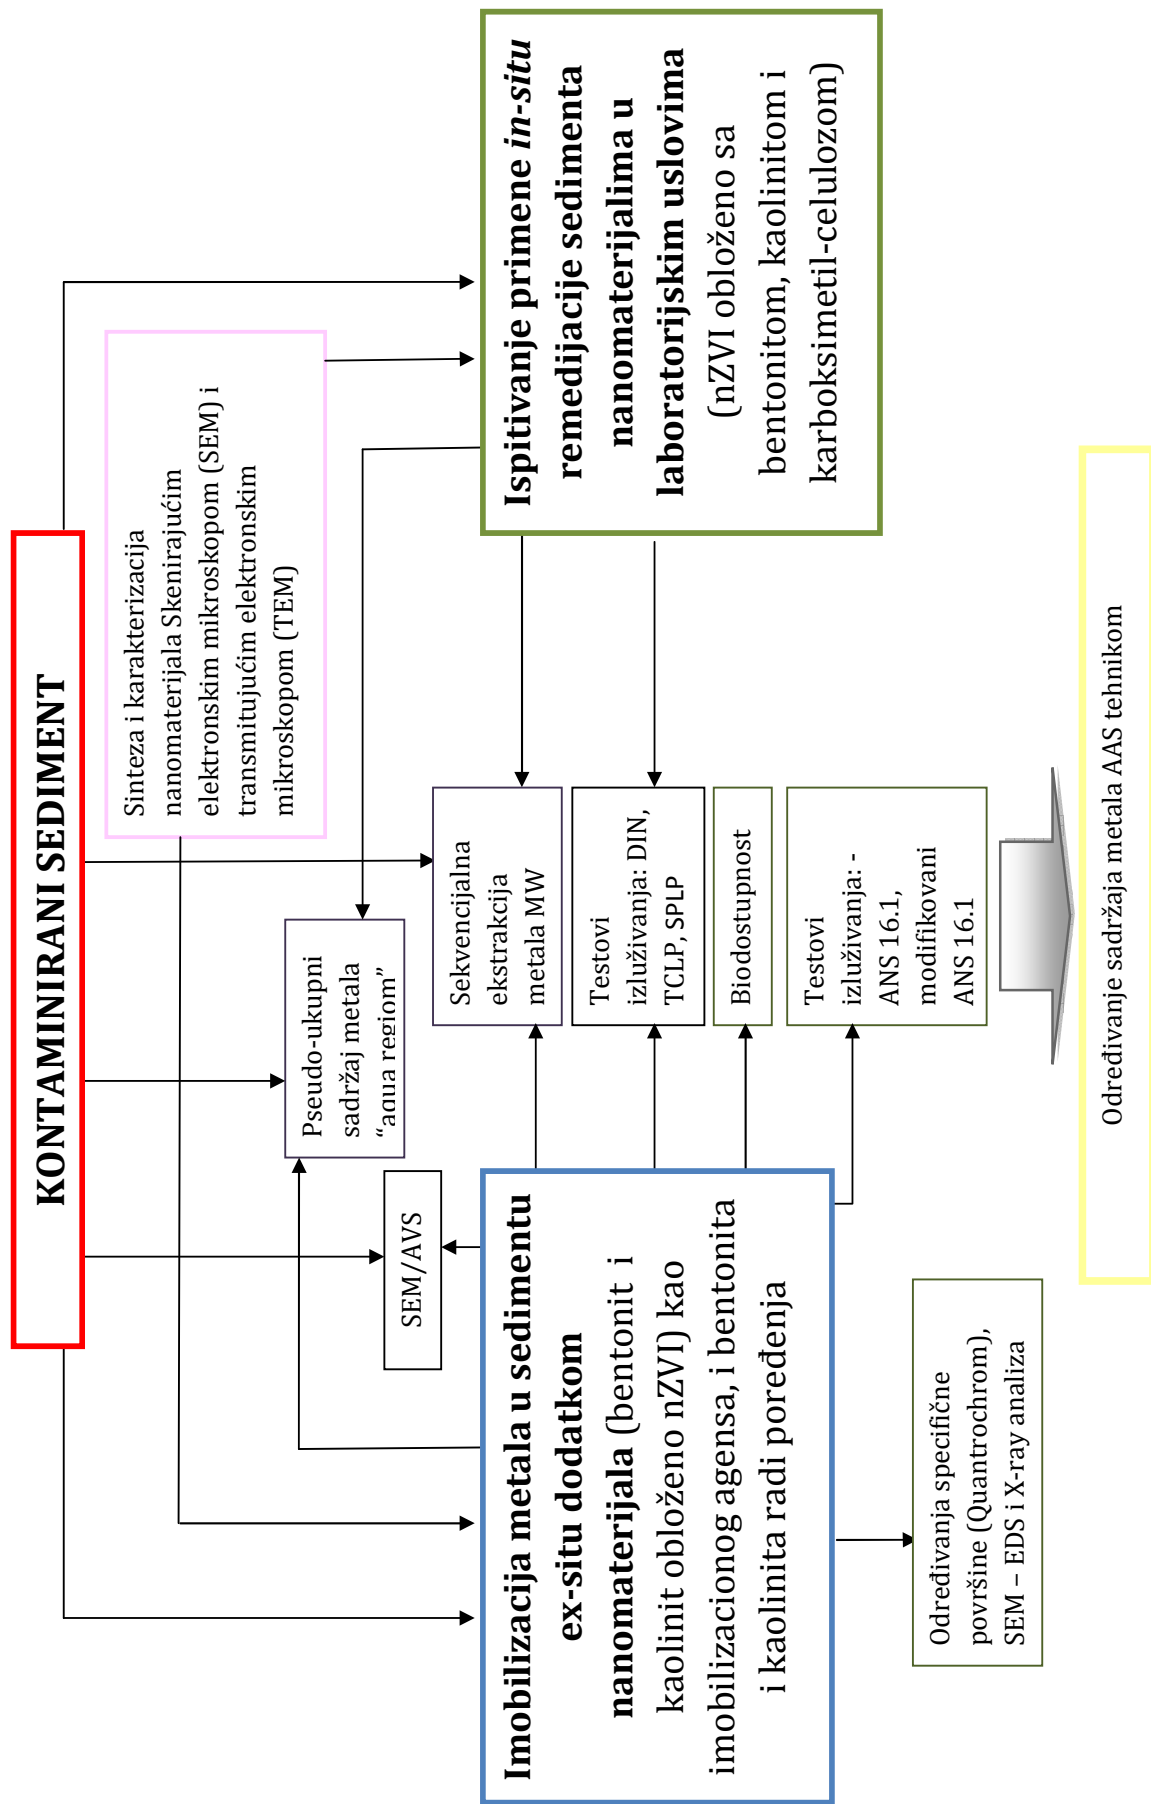 KONTAMINIRANI SEDIMENT
Sinteza i karakterizacija
nanomaterijala Skenirajućim
elektronskim mikroskopom (SEM) i
transmitujućim elektronskim
mikroskopom (TEM)
Pseudo-ukupni
sadržaj metala
“aqua regiom”
SEM/AVS
Sekvencijalna
ekstrakcija
metala MW
Testovi
izluživanja: DIN,
TCLP, SPLP
Biodostupnost
Testovi
izluživanja: -
ANS 16.1,
modifikovani
ANS 16.1
Imobilizacija metala u sedimentu
ex-situ dodatkom
nanomaterijala (bentonit i
kaolinit obloženo nZVI) kao
imobilizacionog agensa, i bentonita
i kaolinita radi poređenja
Ispitivanje primene in-situ
remedijacije sedimenta
nanomaterijalima u
laboratorijskim uslovima
(nZVI obloženo sa
bentonitom, kaolinitom i
karboksimetil-celulozom)
Određivanja specifične
površine (Quantrochrom),
SEM – EDS i X-ray analiza
Određivanje sadržaja metala AAS tehnikom